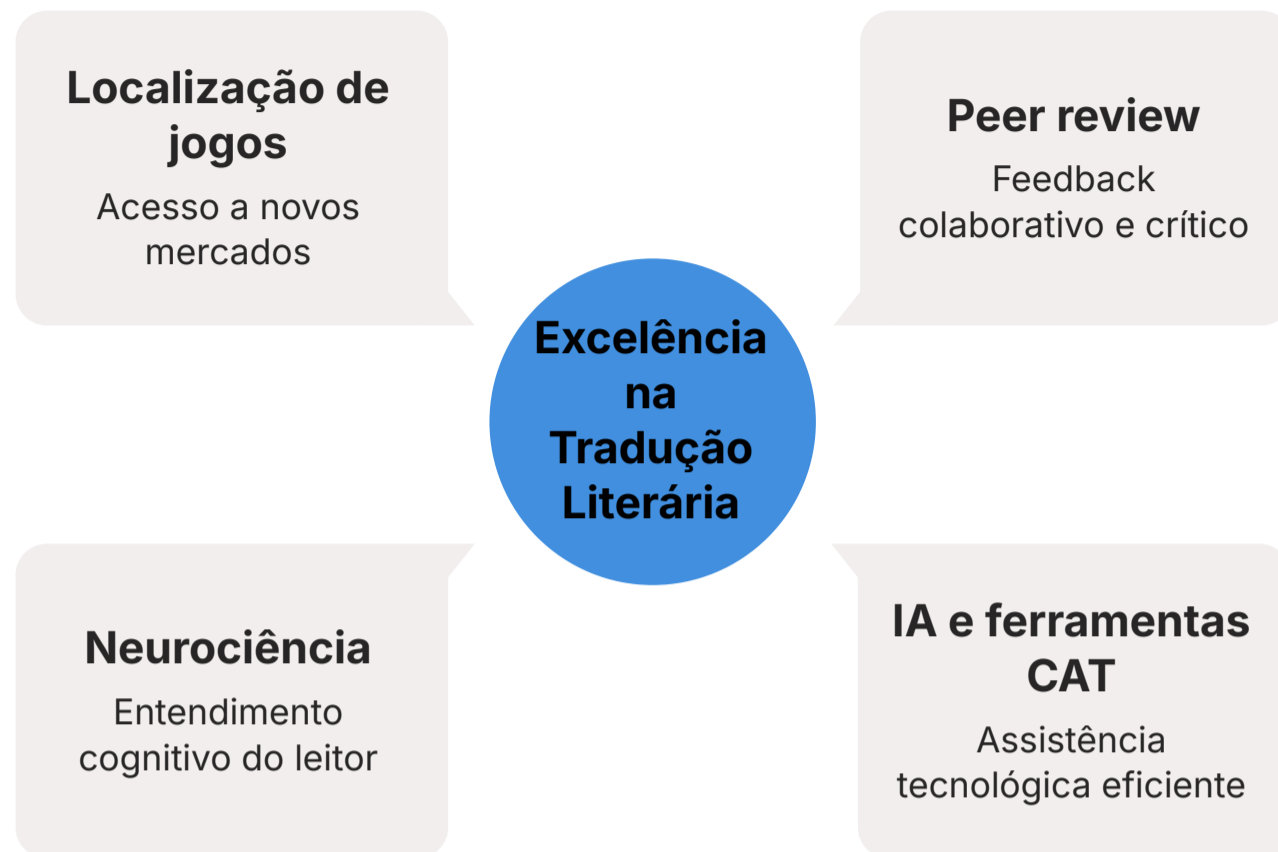 Localização de
jogos
Acesso a novos
mercados
Peer review
Feedback
colaborativo e crítico
Excelência
na
Tradução
Literária
Neurociência
Entendimento
cognitivo do leitor
IA e ferramentas
CAT
Assistência
tecnológica eficiente